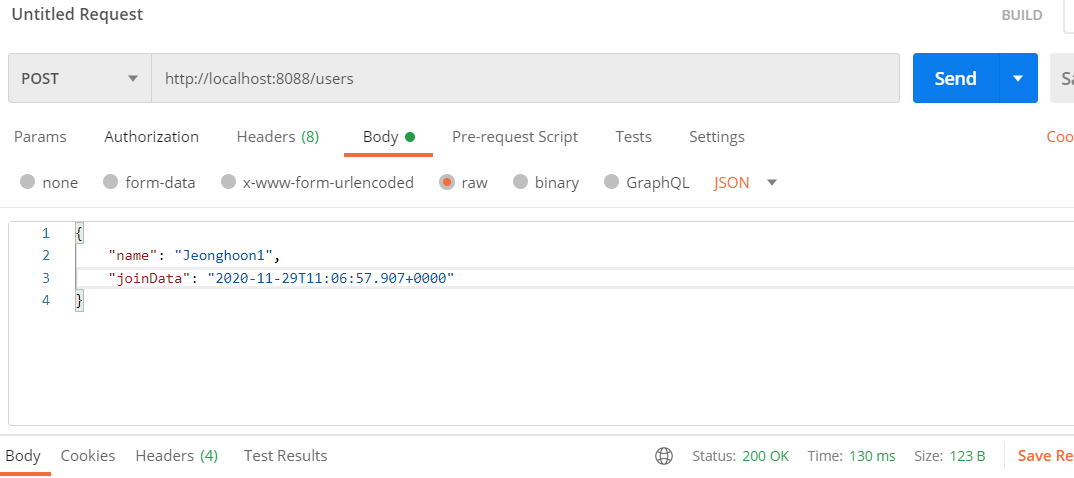 Untitled Request BUILD
POST http://localhost:8088/users Send Sa
Params Authorization Headers (8) Body Pre-request Script Tests Settings Coo
none form-data x-www-form-urlencoded raw binary GraphQL JSON
1 {
2 "name": "Jeonghoon1",
3 "joinData": "2020-11-29T11:06:57.907+0000"
4 }
Body Cookies Headers (4) Test Results Status: 200 OK Time: 130 ms Size: 123 B Save Re